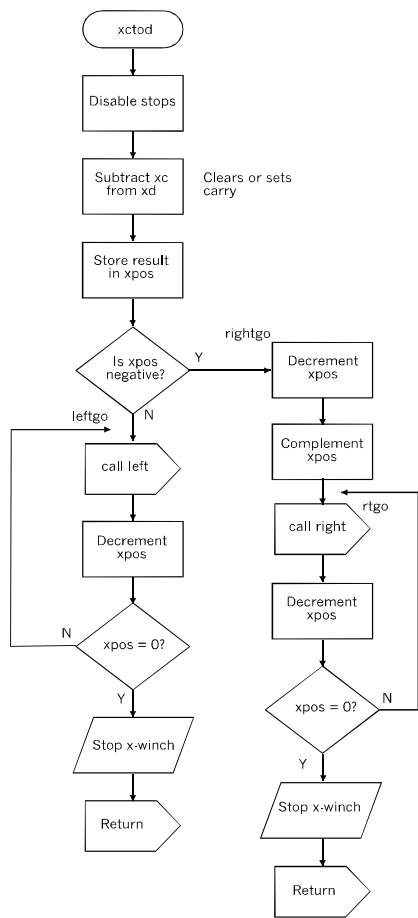 xctod
Disable stops
Subtract xc
from xd
Clears or sets
carry
Store result
in xpos
Is xpos
negative?
Y
N
rightgo
Decrement
xpos
Complement
xpos
leftgo
call left
Decrement
xpos
xpos = 0?
N
Y
Stop x-winch
Return
rtgo
call right
Decrement
xpos
xpos = 0?
N
Y
Stop x-winch
Return